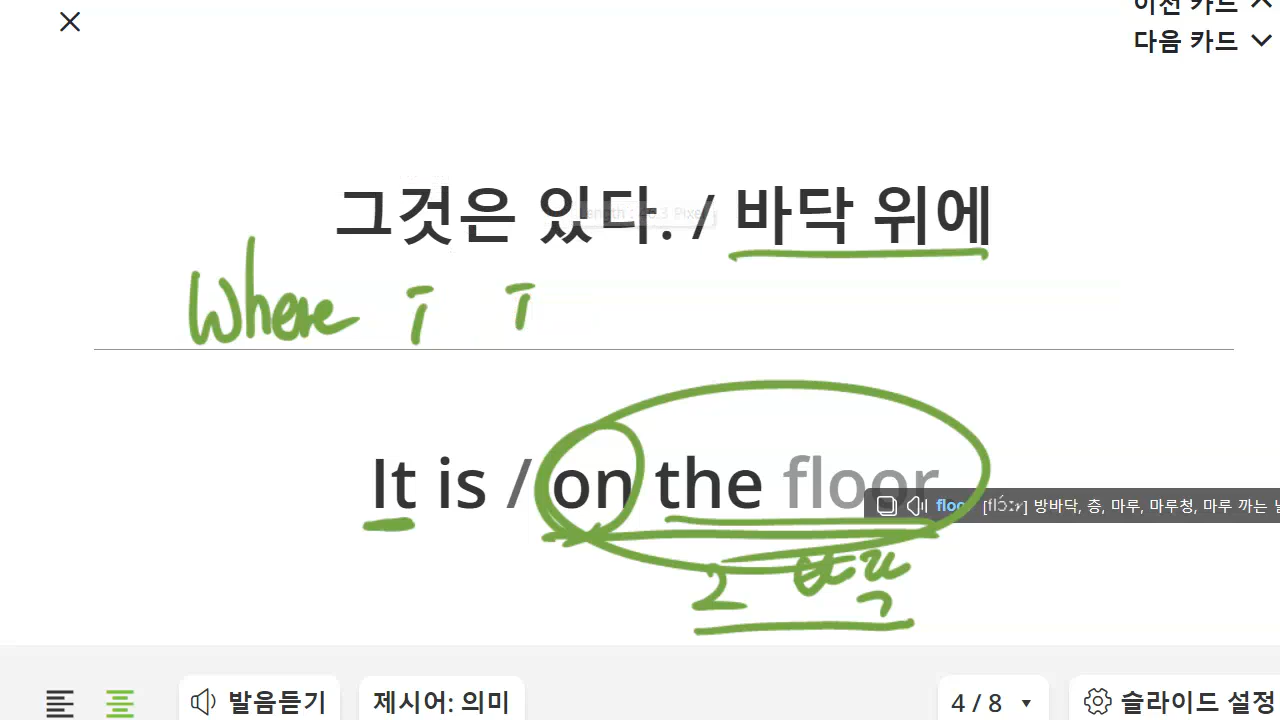 이전 카드
다음 카드
그것은 있다. / 바닥 위에
Where
It is / on the floor
floor [flɔ́ːr] 방바닥, 층, 마루, 마루청, 마루 까는
그 바닥
발음듣기
제시어: 의미
4 / 8
슬라이드 설정